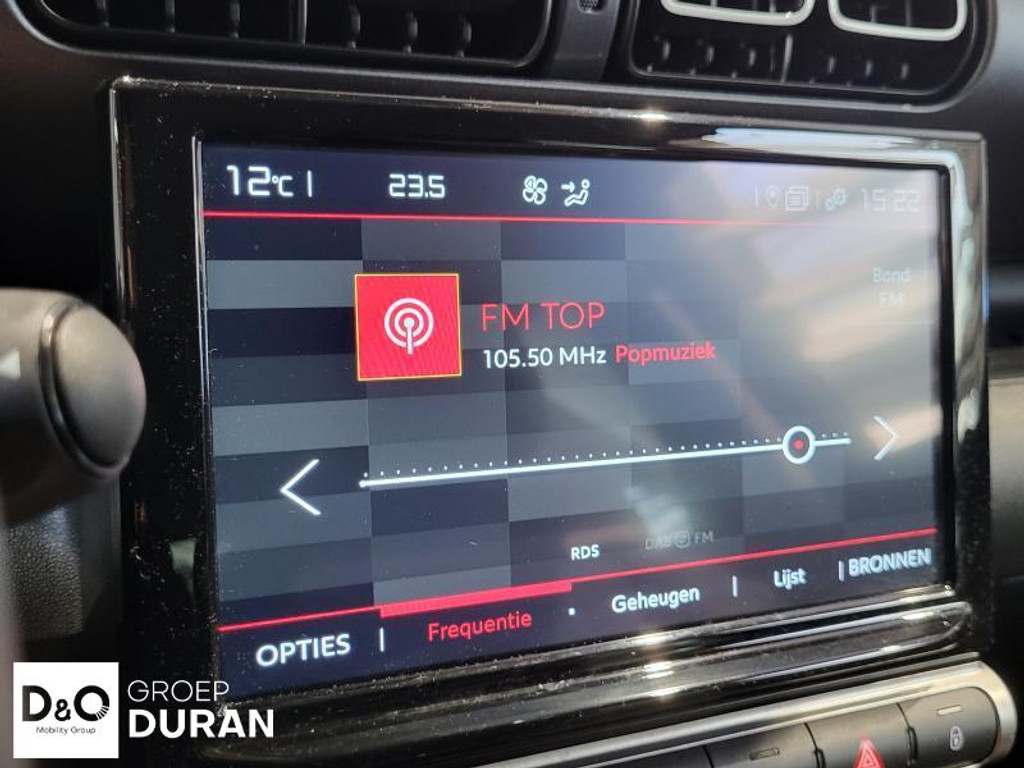 12°C
23.5
15:22
Band
FM
FM TOP
105.50 MHz Popmuziek
RDS
DAB FM
OPTIES
Frequentie
Geheugen
Lijst
BRONNEN
D&O
Mobility Group
GROEP
DURAN